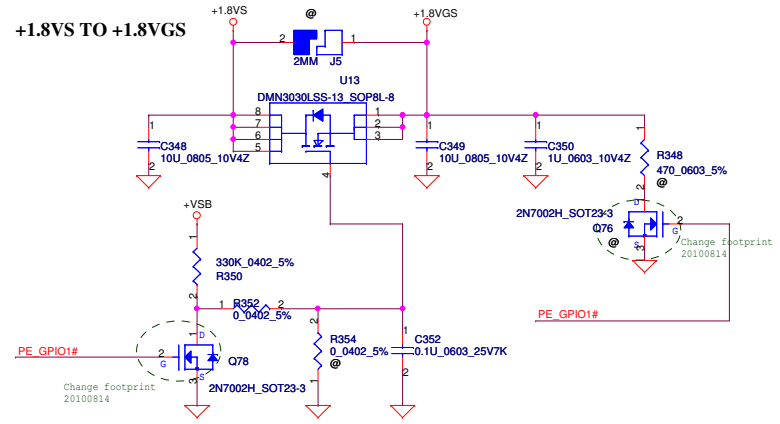 +1.8VS TO +1.8VGS
+1.8VS
@
+1.8VGS
2
1
2MM
J5
U13
DMN3030LSS-13_SOP8L-8
8
7
6
5
1
2
3
4
1
C348
10U_0805_10V4Z
2
1
C349
10U_0805_10V4Z
2
1
C350
1U_0603_10V4Z
2
1
R348
470_0603_5%
@
2
+VSB
1
330K_0402_5%
R350
2
2N7002H_SOT23-3
Q76
@
1
D
2
G
S
3
Change footprint
20100814
PE_GPIO1#
1
R352
2
0_0402_5%
2
R354
0_0402_5%
@
1
1
C352
0.1U_0603_25V7K
2
PE_GPIO1#
2
G
1
D
S
3
Q78
2N7002H_SOT23-3
Change footprint
20100814